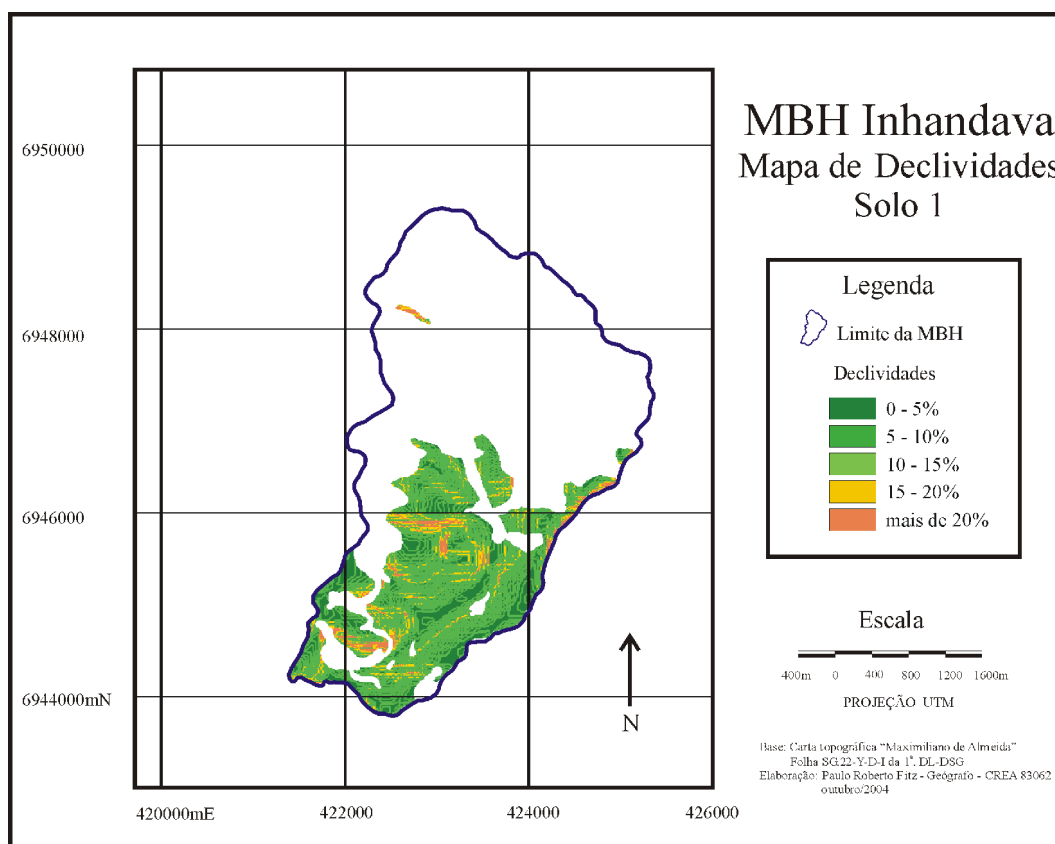 MBH Inhandava
Mapa de Declividades
Solo 1
6950000
6948000
6946000
6944000mN
420000mE
422000
424000
426000
Legenda
Limite da MBH
Declividades
0 - 5%
5 - 10%
10 - 15%
15 - 20%
mais de 20%
N
Escala
400m 0 400 800 1200 1600m
PROJEÇÃO UTM
Base: Carta topográfica "Maximiliano de Almeida"
Folha SG.22-Y-D-I da 1ª. DL-DSG
Elaboração: Paulo Roberto Fitz - Geógrafo - CREA 83062
outubro/2004